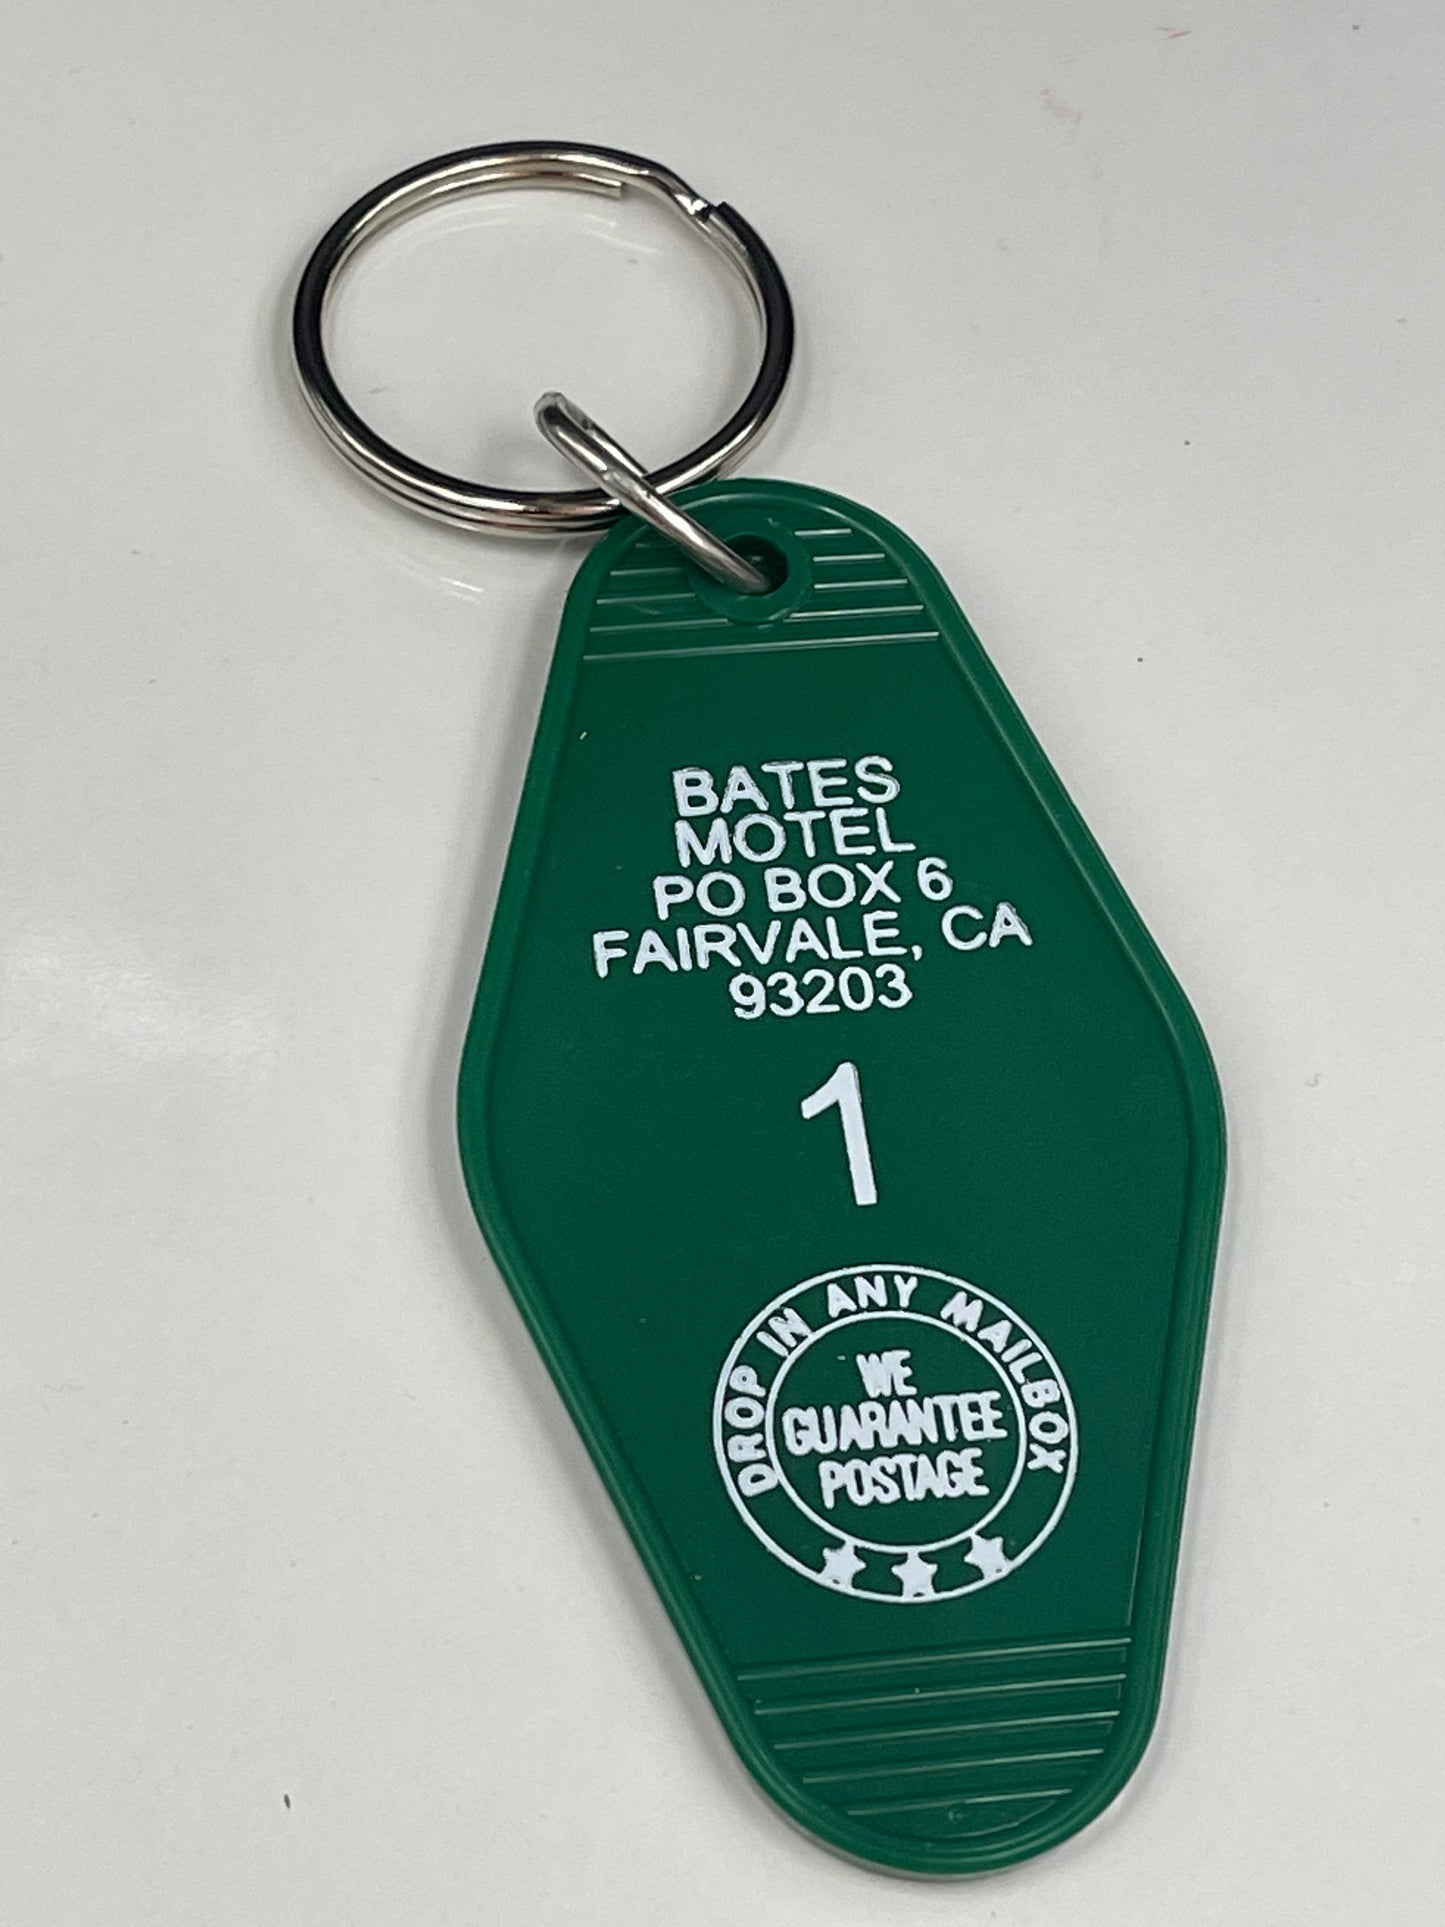 BATES
MOTEL
PO BOX 6
FAIRVALE, CA
93203
1
DROP IN ANY MAILBOX
WE
GUARANTEE
POSTAGE